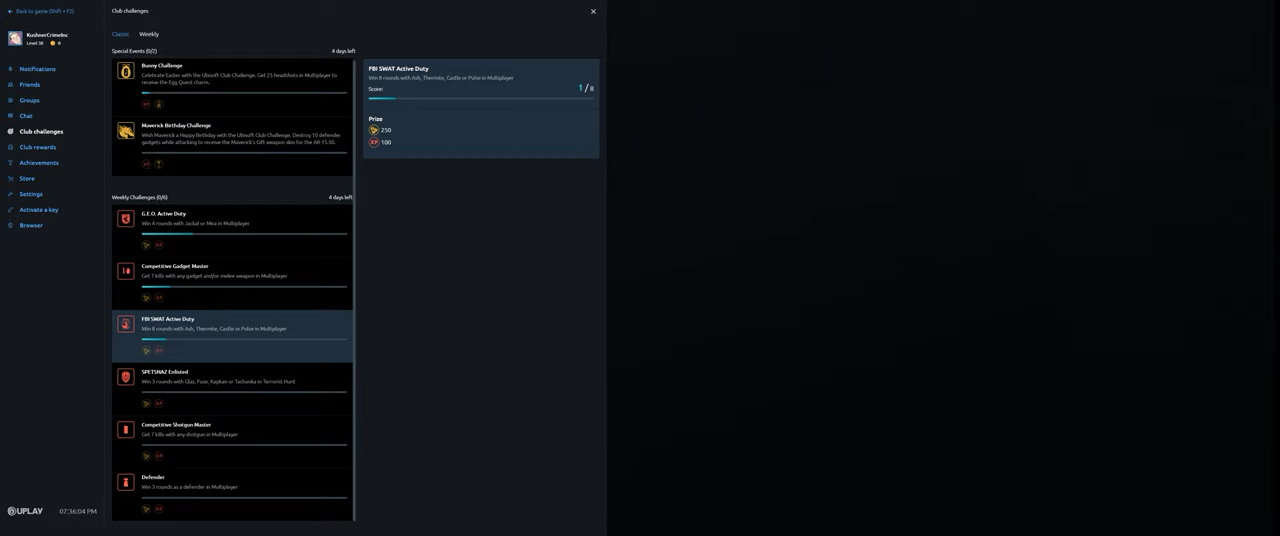 Back to game (Shift + F2)
KushnerCrimeInc
Level 38 0
Notifications
Friends
Groups
Chat
Club challenges
Club rewards
Achievements
Store
Settings
Activate a key
Browser
UPLAY 07:36:04 PM
Club challenges
Classic Weekly
Special Events (0/2) 4 days left
Bunny Challenge
Celebrate Easter with the Ubisoft Club Challenge. Get 25 headshots in Multiplayer to
receive the Egg Quest charm.
XP
Maverick Birthday Challenge
Wish Maverick a Happy Birthday with the Ubisoft Club Challenge. Destroy 10 defender
gadgets while attacking to receive the Maverick's Gift weapon skin for the AR-15.50.
XP
Weekly Challenges (0/6) 4 days left
G.E.O. Active Duty
Win 4 rounds with Jackal or Mira in Multiplayer
XP
Competitive Gadget Master
Get 7 kills with any gadget and/or melee weapon in Multiplayer
XP
FBI SWAT Active Duty
Win 8 rounds with Ash, Thermite, Castle or Pulse in Multiplayer
XP
SPETSNAZ Enlisted
Win 3 rounds with Glaz, Fuze, Kapkan or Tachanka in Terrorist Hunt
XP
Competitive Shotgun Master
Get 7 kills with any shotgun in Multiplayer
XP
Defender
Win 3 rounds as a defender in Multiplayer
XP
FBI SWAT Active Duty
Win 8 rounds with Ash, Thermite, Castle or Pulse in Multiplayer
Score: 1 / 8
Prize
250
XP 100